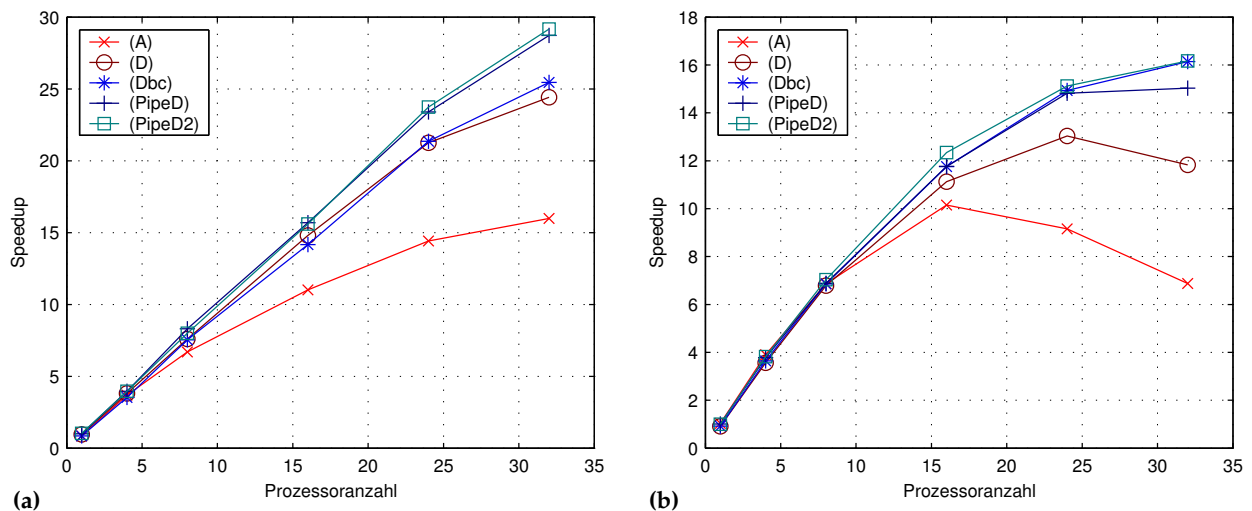 30
25
20
15
10
5
0
Speedup
(A)
(D)
(Dbc)
(PipeD)
(PipeD2)
0 5 10 15 20 25 30 35
Prozessoranzahl
(a)
18
16
14
12
10
8
6
4
2
0
Speedup
(A)
(D)
(Dbc)
(PipeD)
(PipeD2)
0 5 10 15 20 25 30 35
Prozessoranzahl
(b)